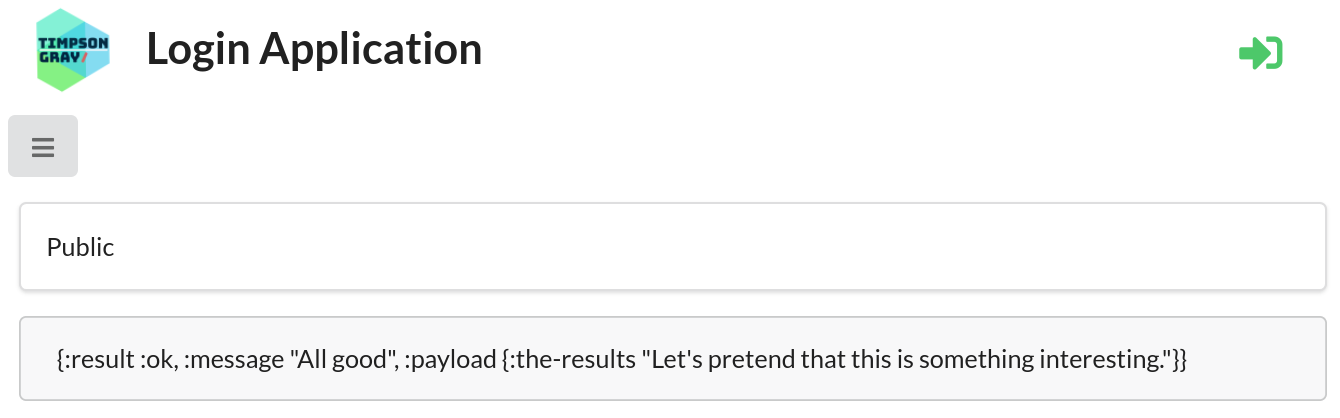 TIMPSON
GRAY/
Login Application
Public
{:result :ok, :message "All good", :payload {:the-results "Let's pretend that this is something interesting."}}